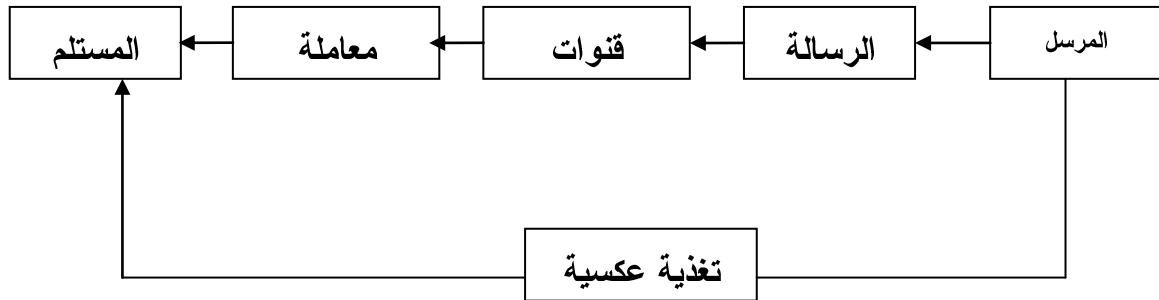 المرسل
الرسالة
قنوات
معاملة
المستلم
تغذية عكسية